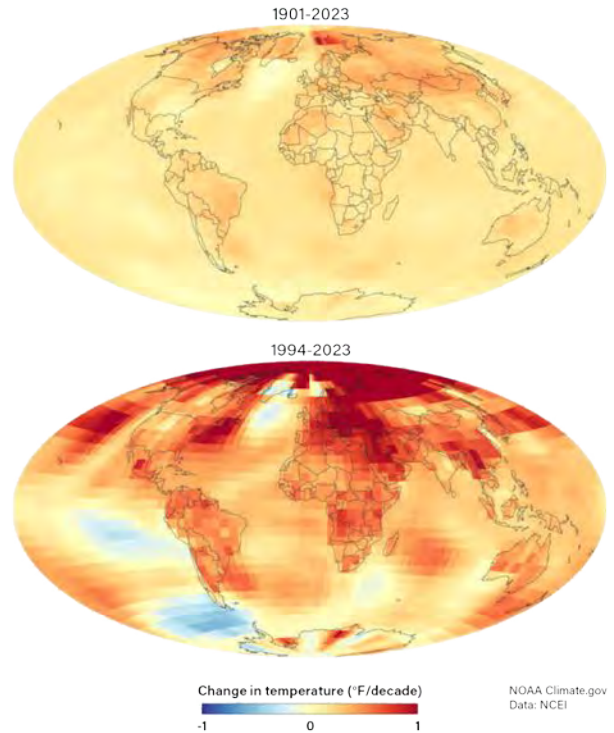 1901-2023
1994-2023
Change in temperature (°F/decade)
-1 0 1
NOAA Climate.gov
Data: NCEI